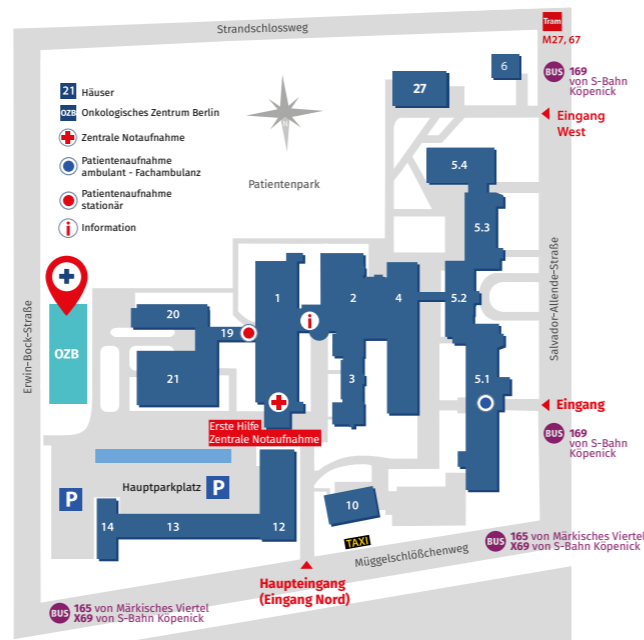 Strandschlossweg
Tram
M27, 67
BUS 169
von S-Bahn
Köpenick
6
27
Eingang
West
21 Häuser
OZB Onkologisches Zentrum Berlin
Zentrale Notaufnahme
Patientenaufnahme
ambulant - Fachambulanz
Patientenaufnahme
stationär
i Information
Patientenpark
5.4
5.3
5.2
5.1
Salvador-Allende-Straße
Erwin-Bock-Straße
OZB
20
19
21
1
i
2
4
3
Eingang
BUS 169
von S-Bahn
Köpenick
Erste Hilfe
Zentrale Notaufnahme
P
Hauptparkplatz P
14
13
12
10
TAXI
Müggelschlößchenweg
BUS 165 von Märkisches Viertel
X69 von S-Bahn Köpenick
Haupteingang
(Eingang Nord)
BUS 165 von Märkisches Viertel
X69 von S-Bahn Köpenick